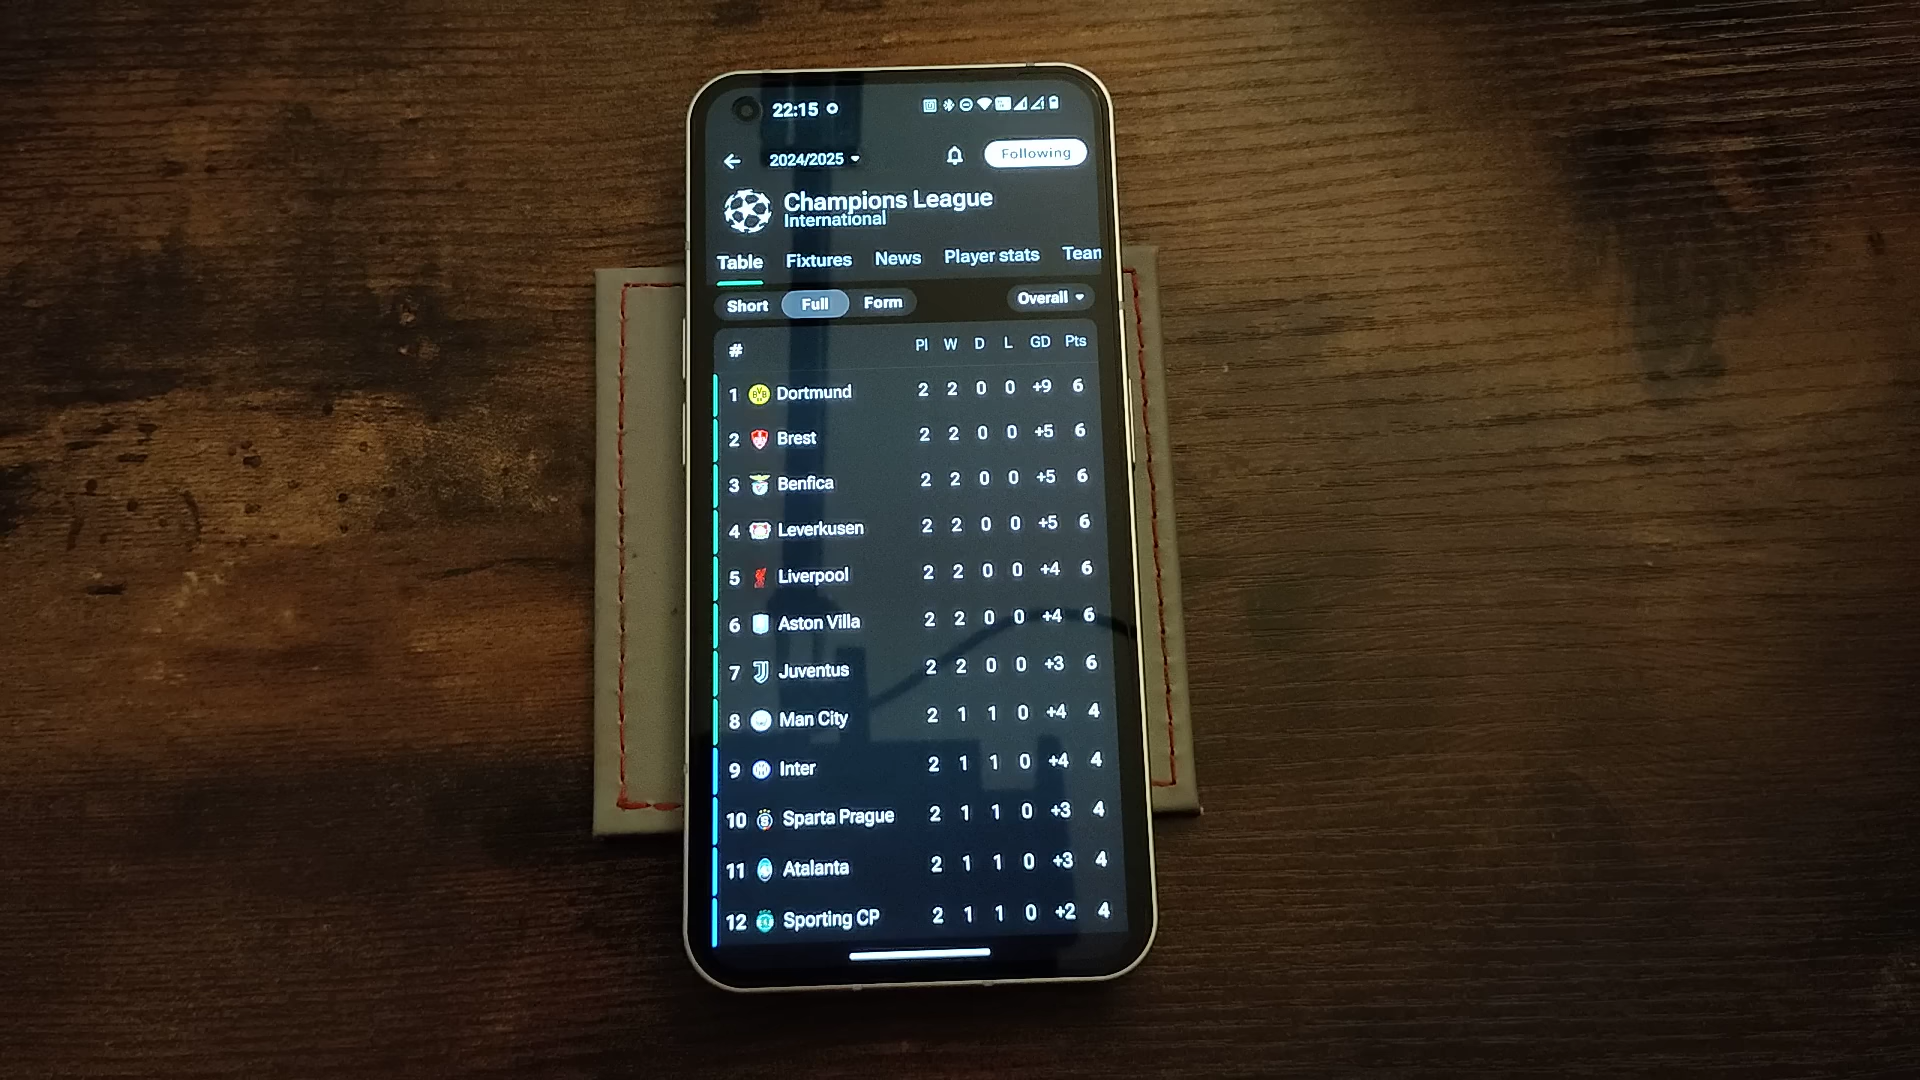 22:15
2024/2025
Following
Champions League
International
Table Fixtures News Player stats Team
Short Full Form Overall
# Pl W D L GD Pts
1 Dortmund 2 2 0 0 +9 6
2 Brest 2 2 0 0 +5 6
3 Benfica 2 2 0 0 +5 6
4 Leverkusen 2 2 0 0 +5 6
5 Liverpool 2 2 0 0 +4 6
6 Aston Villa 2 2 0 0 +4 6
7 Juventus 2 2 0 0 +3 6
8 Man City 2 1 1 0 +4 4
9 Inter 2 1 1 0 +4 4
10 Sparta Prague 2 1 1 0 +3 4
11 Atalanta 2 1 1 0 +3 4
12 Sporting CP 2 1 1 0 +2 4